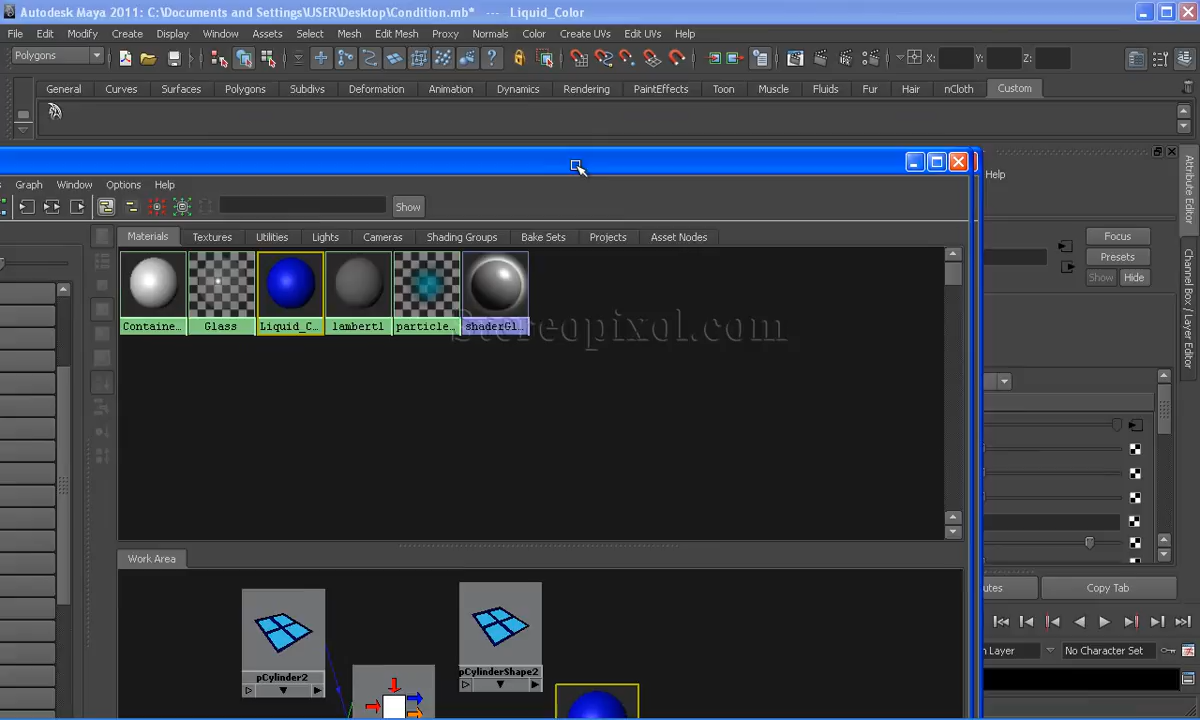 Autodesk Maya 2011: C:\Documents and Settings\USER\Desktop\Condition.mb* --- Liquid_Color
File Edit Modify Create Display Window Assets Select Mesh Edit Mesh Proxy Normals Color Create UVs Edit UVs Help
Polygons X: Y: Z:
General Curves Surfaces Polygons Subdivs Deformation Animation Dynamics Rendering PaintEffects Toon Muscle Fluids Fur Hair nCloth Custom
Help
Graph Window Options Help
Show
Materials Textures Utilities Lights Cameras Shading Groups Bake Sets Projects Asset Nodes
Focus
Presets
Show Hide
Containe... Glass Liquid_C... lambert1 particle... shaderGl...
Stereopixol.com
Attribute Editor
Channel Box / Layer Editor
Work Area
utes Copy Tab
pCylinder2 pCylinderShape2
n Layer No Character Set